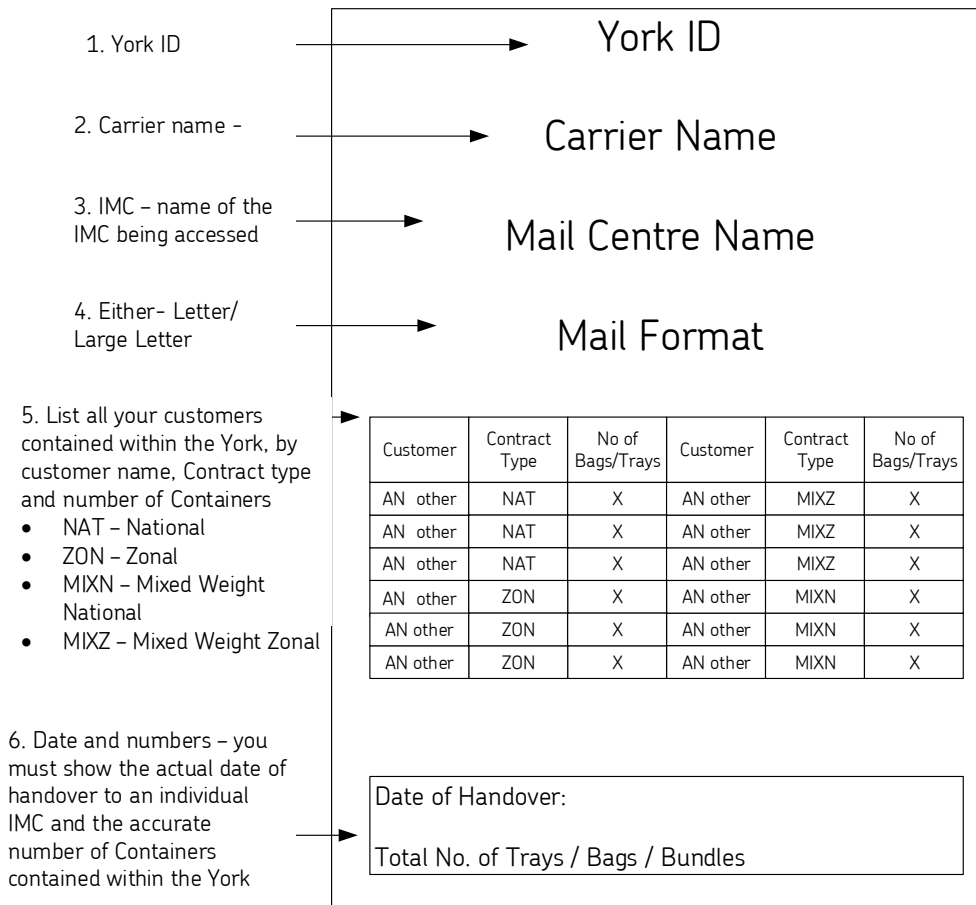 1. York ID
York ID
2. Carrier name -
Carrier Name
3. IMC – name of the
IMC being accessed
Mail Centre Name
4. Either- Letter/
Large Letter
Mail Format
5. List all your customers
contained within the York, by
customer name, Contract type
and number of Containers
• NAT – National
• ZON – Zonal
• MIXN – Mixed Weight
National
• MIXZ – Mixed Weight Zonal
Customer Contract Type No of Bags/Trays Customer Contract Type No of Bags/Trays
AN other NAT X AN other MIXZ X
AN other NAT X AN other MIXZ X
AN other NAT X AN other MIXZ X
AN other ZON X AN other MIXN X
AN other ZON X AN other MIXN X
AN other ZON X AN other MIXN X
6. Date and numbers – you
must show the actual date of
handover to an individual
IMC and the accurate
number of Containers
contained within the York
Date of Handover:
Total No. of Trays / Bags / Bundles